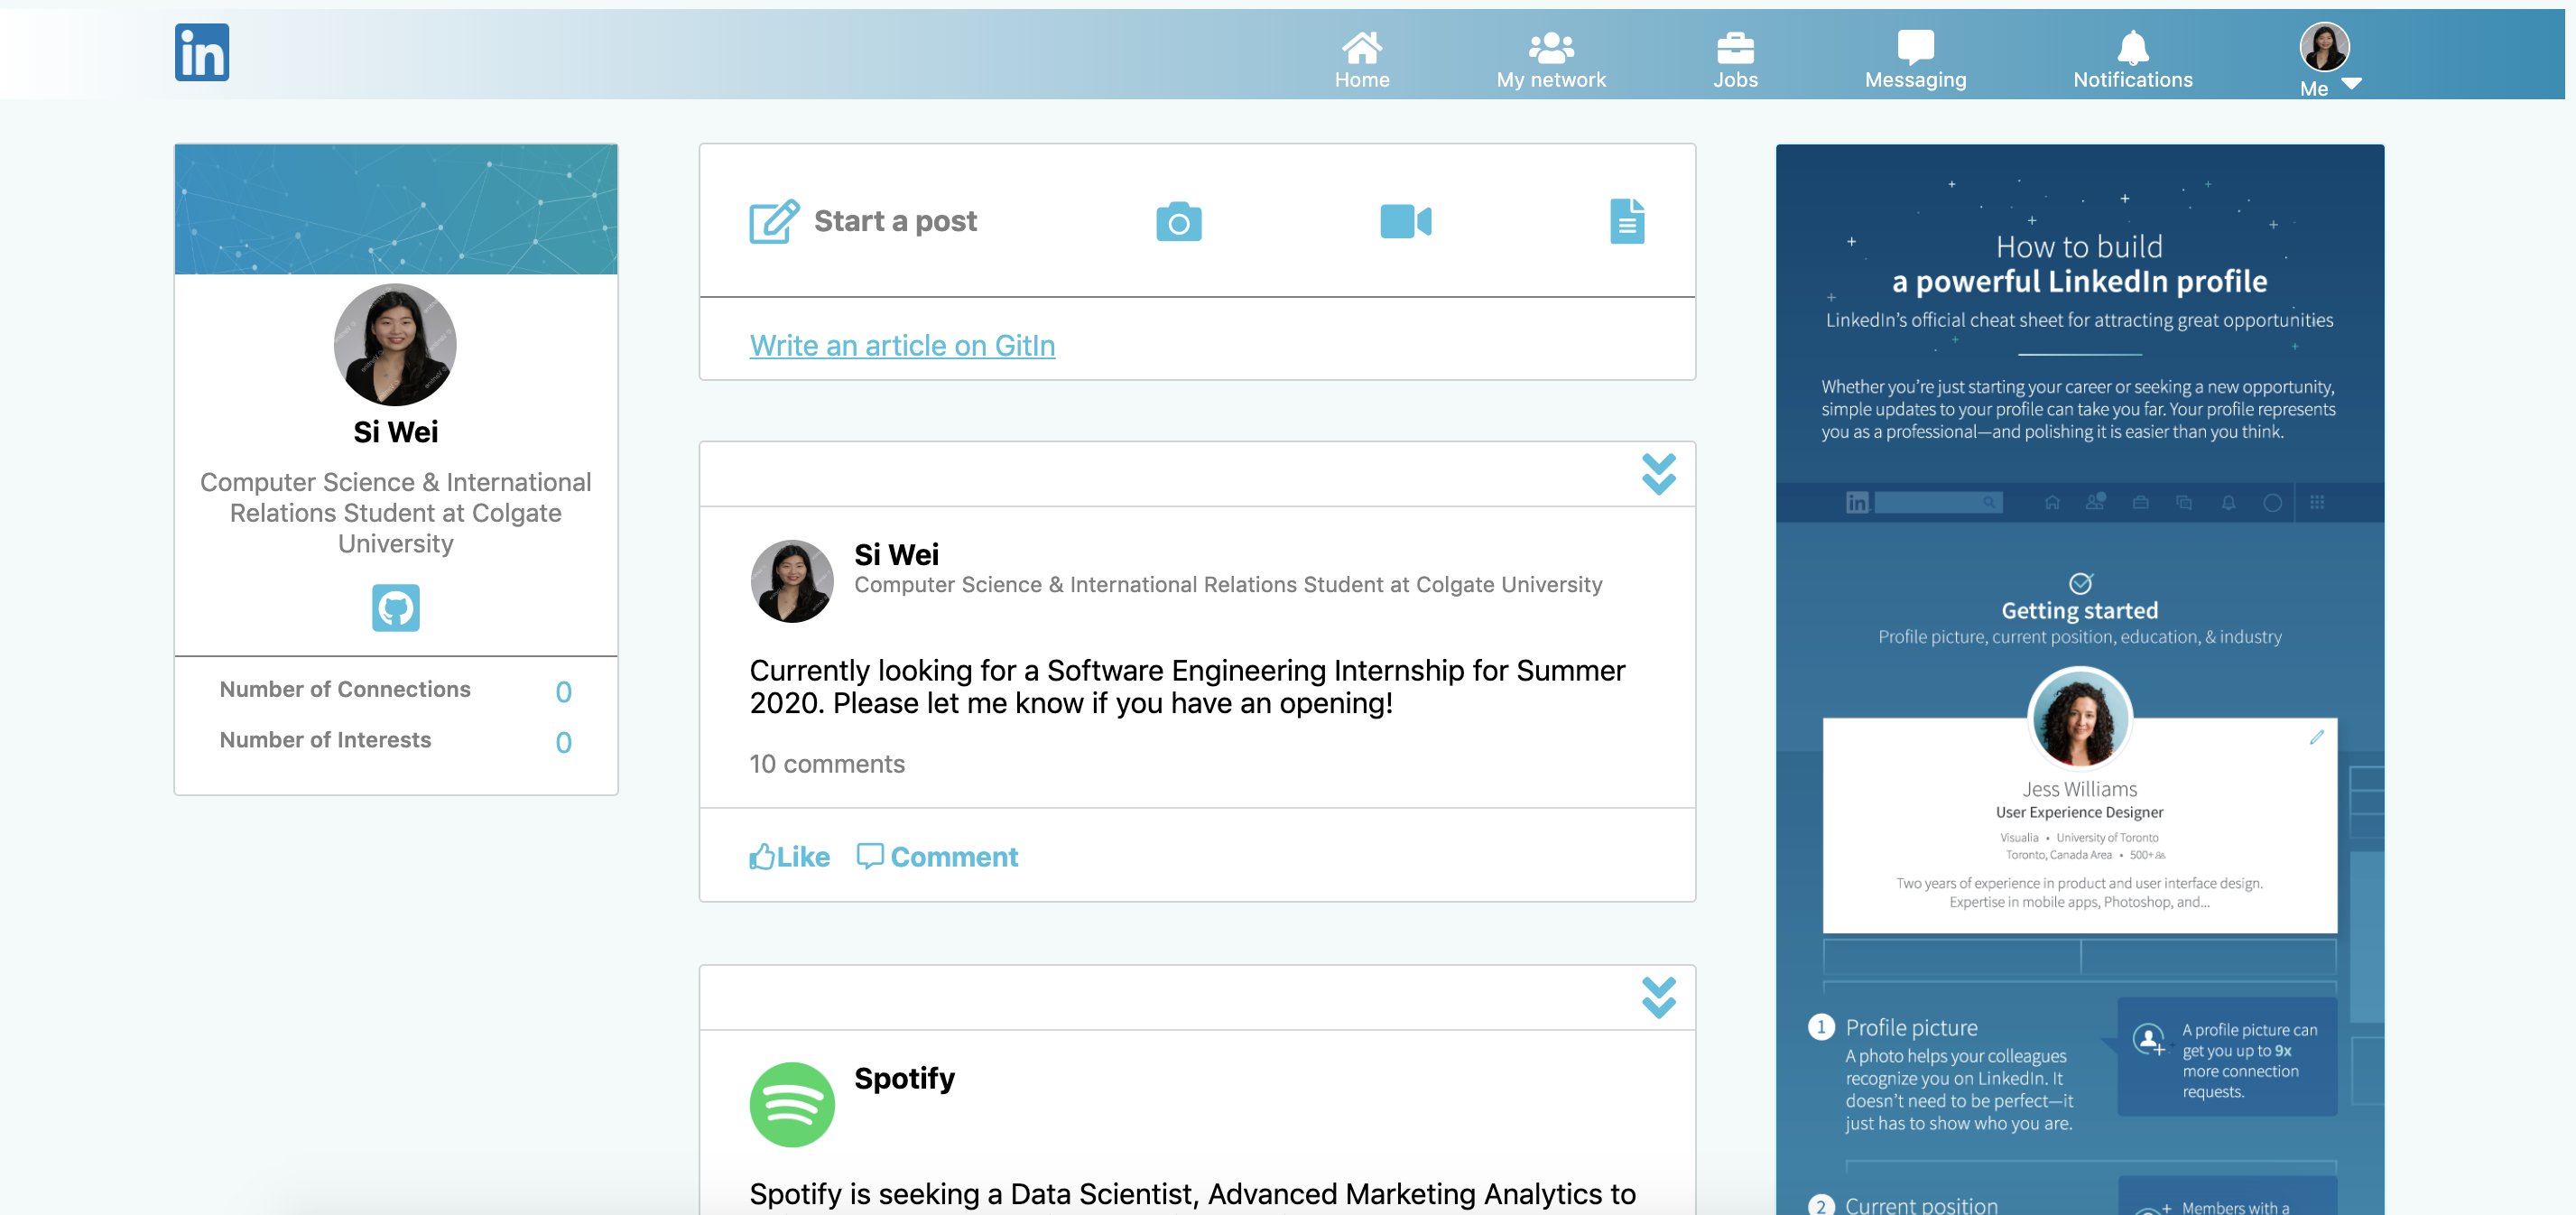 in
Home
My network
Jobs
Messaging
Notifications
Me
Si Wei
Computer Science & International
Relations Student at Colgate
University
Number of Connections 0
Number of Interests 0
Start a post
Write an article on GitIn
Si Wei
Computer Science & International Relations Student at Colgate University
Currently looking for a Software Engineering Internship for Summer
2020. Please let me know if you have an opening!
10 comments
Like Comment
Spotify
Spotify is seeking a Data Scientist, Advanced Marketing Analytics to
How to build
a powerful LinkedIn profile
LinkedIn's official cheat sheet for attracting great opportunities
Whether you're just starting your career or seeking a new opportunity,
simple updates to your profile can take you far. Your profile represents
you as a professional—and polishing it is easier than you think.
in
Getting started
Profile picture, current position, education, & industry
Jess Williams
User Experience Designer
Visualia • University of Toronto
Toronto, Canada Area • 500+
Two years of experience in product and user interface design.
Expertise in mobile apps, Photoshop, and...
1 Profile picture
A photo helps your colleagues
recognize you on LinkedIn. It
doesn't need to be perfect—it
just has to show who you are.
A profile picture can
get you up to 9x
more connection
requests.
2 Current position
Members with a